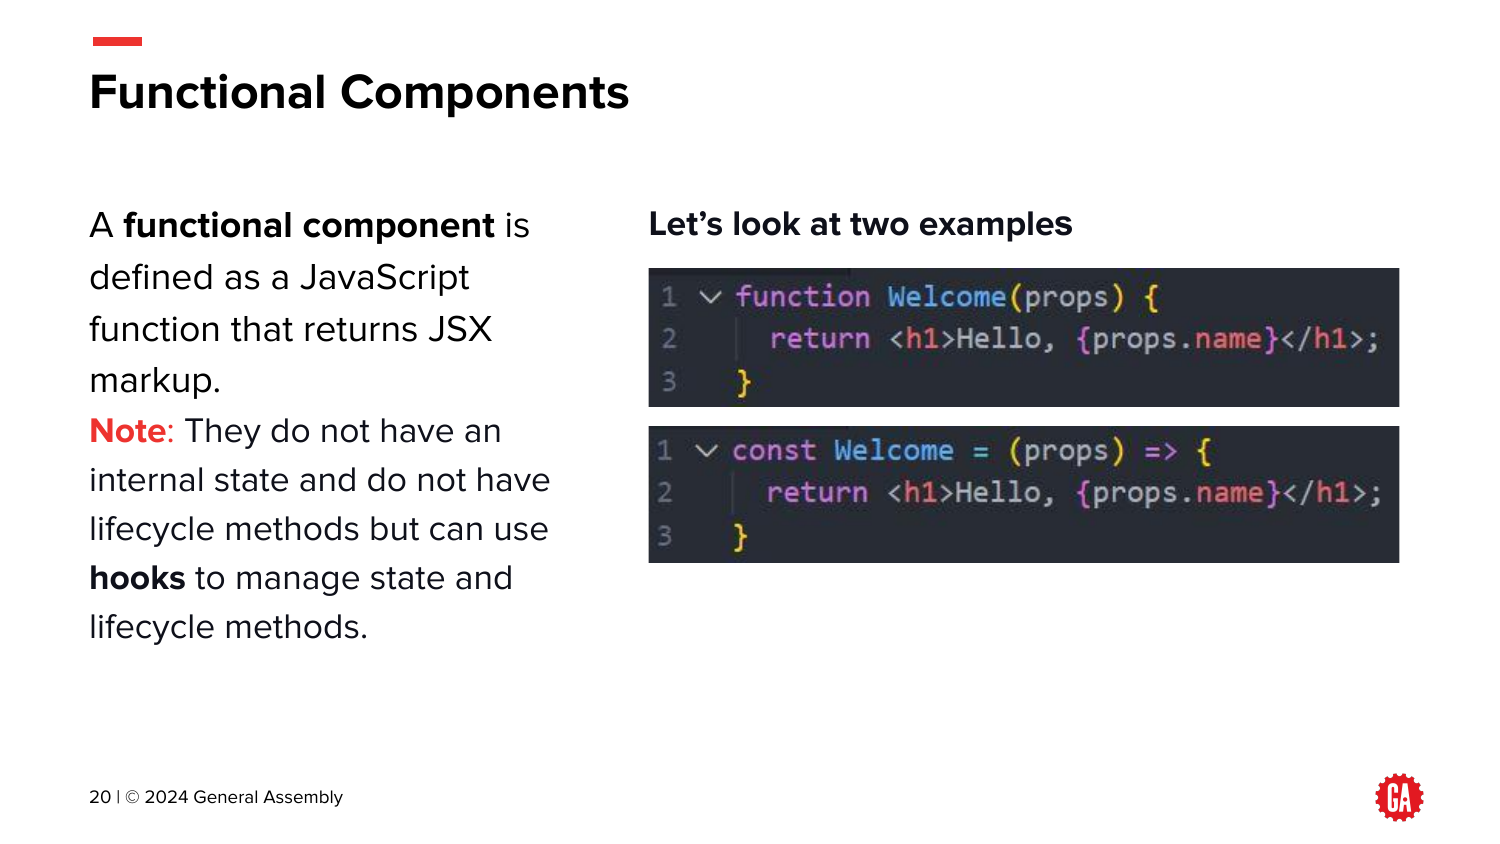 Functional Components
A functional component is
defined as a JavaScript
function that returns JSX
markup.
Note: They do not have an
internal state and do not have
lifecycle methods but can use
hooks to manage state and
lifecycle methods.
Let’s look at two examples
1 function Welcome(props) {
2 return <h1>Hello, {props.name}</h1>;
3 }
1 const Welcome = (props) => {
2 return <h1>Hello, {props.name}</h1>;
3 }
20 | © 2024 General Assembly
GA